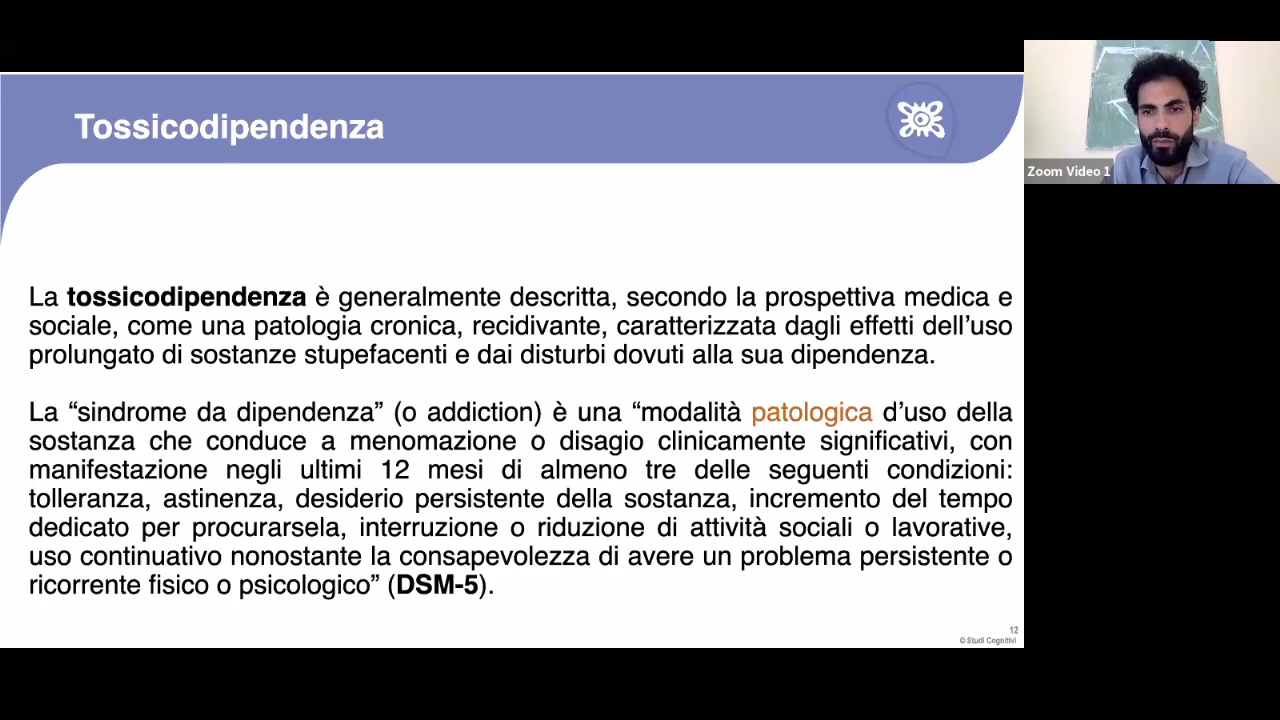 Tossicodipendenza
Zoom Video 1
La tossicodipendenza è generalmente descritta, secondo la prospettiva medica e
sociale, come una patologia cronica, recidivante, caratterizzata dagli effetti dell’uso
prolungato di sostanze stupefacenti e dai disturbi dovuti alla sua dipendenza.
La “sindrome da dipendenza” (o addiction) è una “modalità patologica d’uso della
sostanza che conduce a menomazione o disagio clinicamente significativi, con
manifestazione negli ultimi 12 mesi di almeno tre delle seguenti condizioni:
tolleranza, astinenza, desiderio persistente della sostanza, incremento del tempo
dedicato per procurarsela, interruzione o riduzione di attività sociali o lavorative,
uso continuativo nonostante la consapevolezza di avere un problema persistente o
ricorrente fisico o psicologico” (DSM-5).
12
© Studi Cognitivi